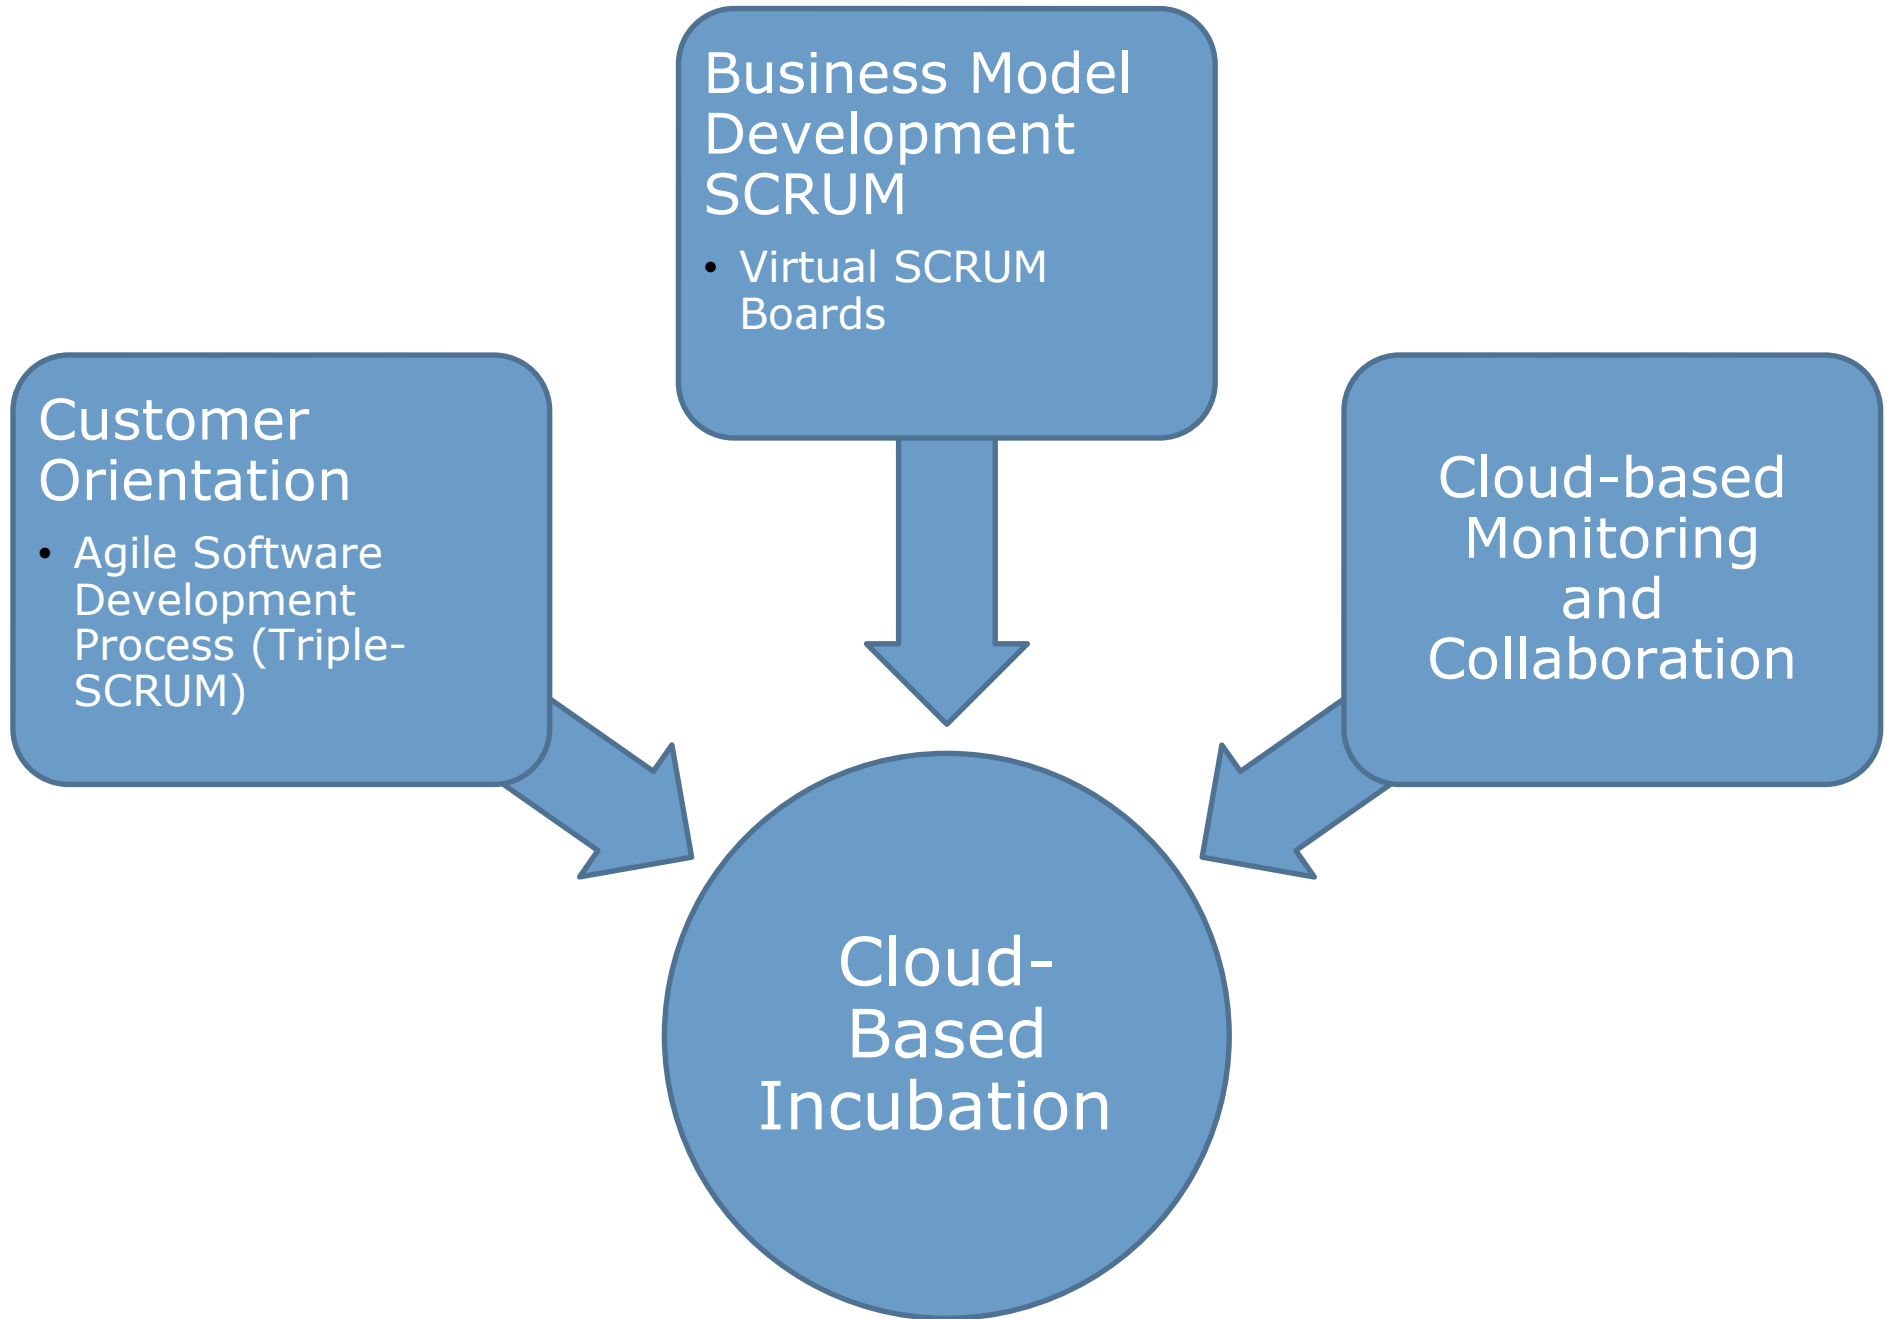 Business Model
Development
SCRUM
• Virtual SCRUM
Boards
Customer
Orientation
• Agile Software
Development
Process (Triple-
SCRUM)
Cloud-based
Monitoring
and
Collaboration
Cloud-
Based
Incubation